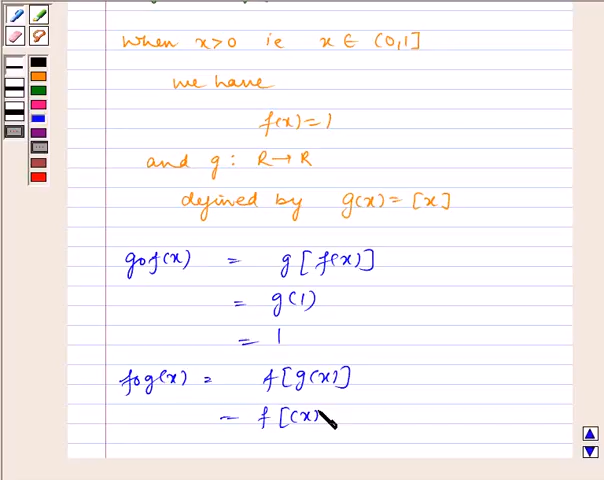 when x>0 ie x ∈ (0,1]
we have
f(x)=1
and g : R→R
defined by g(x)=[x]
gof(x) = g[f(x)]
= g(1)
= 1
fog(x) = f[g(x)]
= f[(x)